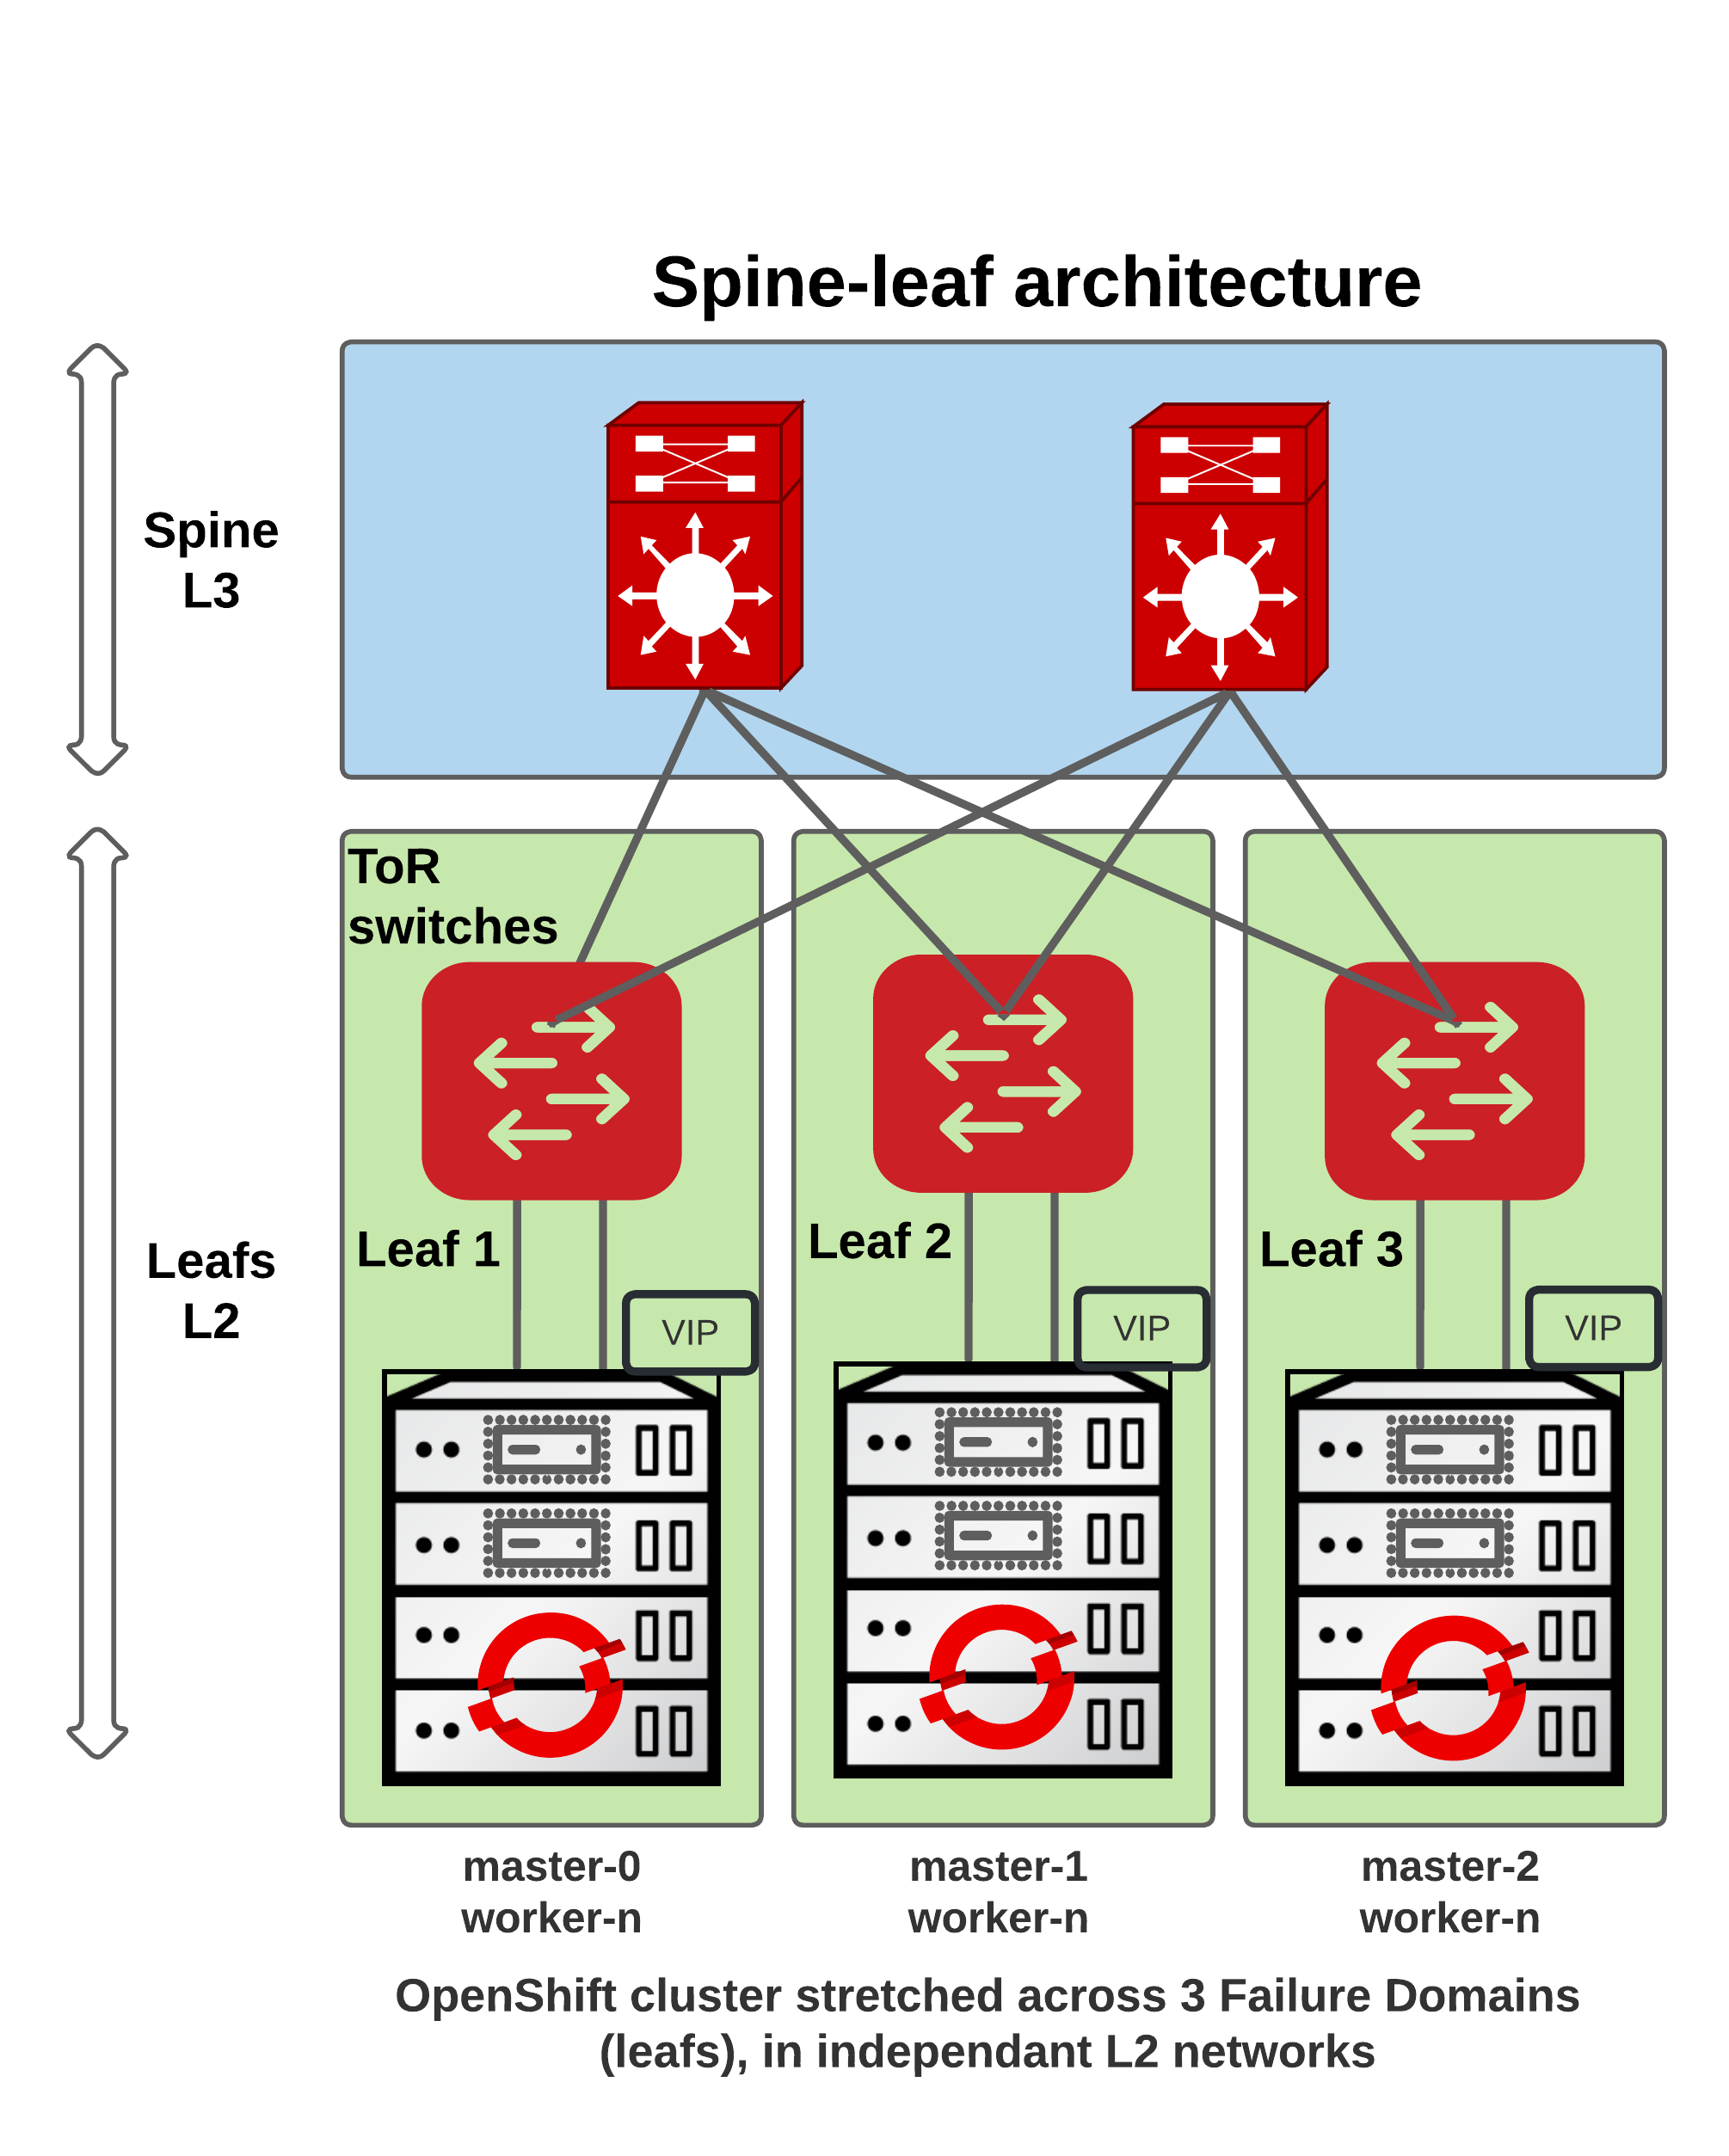 Spine-leaf architecture
Spine
L3
ToR
switches
Leafs
L2
Leaf 1
Leaf 2
Leaf 3
VIP
VIP
VIP
master-0
worker-n
master-1
worker-n
master-2
worker-n
OpenShift cluster stretched across 3 Failure Domains
(leafs), in independant L2 networks